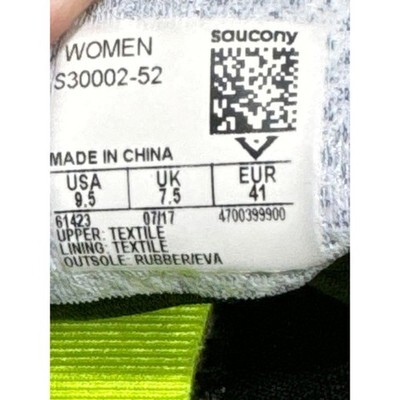 WOMEN
saucony
S30002-52
MADE IN CHINA
USA UK EUR
9.5 7.5 41
61423 07/17 4700399900
UPPER: TEXTILE
LINING: TEXTILE
OUTSOLE: RUBBER/EVA